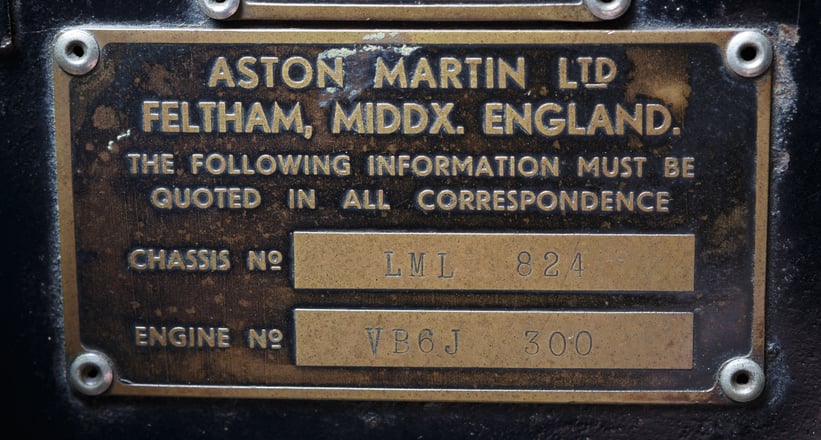 ASTON MARTIN LTD
FELTHAM, MIDDX. ENGLAND.
THE FOLLOWING INFORMATION MUST BE
QUOTED IN ALL CORRESPONDENCE
CHASSIS Nº LML 824
ENGINE Nº VB6J 300